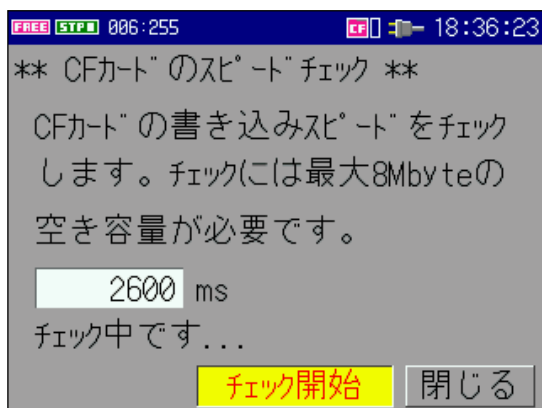 FREE STP 006:255 CF 18:36:23
** CFカードのスピードチェック **
CFカードの書き込みスピードをチェック
します。チェックには最大8Mbyteの
空き容量が必要です。
2600 ms
チェック中です...
チェック開始 閉じる